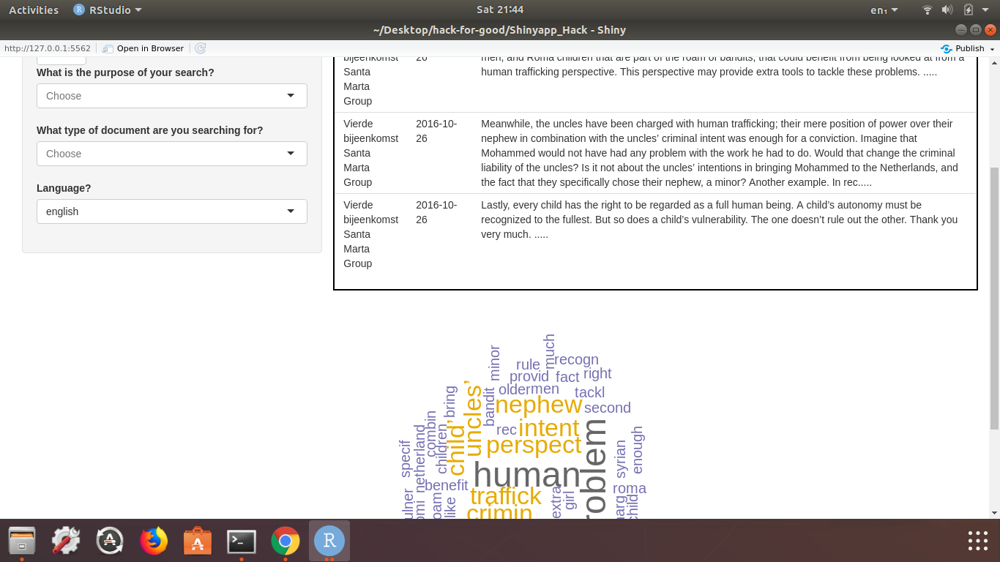 Activities
RStudio
Sat 21:44
en₁
~/Desktop/hack-for-good/Shinyapp_Hack - Shiny
http://127.0.0.1:5562
Open in Browser
Publish
What is the purpose of your search?
Choose
What type of document are you searching for?
Choose
Language?
english
bijeenkomst
Santa
Marta
Group
26
men, and Roma children that are part of the roam of bandits, that could benefit from being looked at from a
human trafficking perspective. This perspective may provide extra tools to tackle these problems. .....
Vierde
bijeenkomst
Santa
Marta
Group
2016-10-
26
Meanwhile, the uncles have been charged with human trafficking; their mere position of power over their
nephew in combination with the uncles’ criminal intent was enough for a conviction. Imagine that
Mohammed would not have had any problem with the work he had to do. Would that change the criminal
liability of the uncles? Is it not about the uncles’ intentions in bringing Mohammed to the Netherlands, and
the fact that they specifically chose their nephew, a minor? Another example. In rec.....
Vierde
bijeenkomst
Santa
Marta
Group
2016-10-
26
Lastly, every child has the right to be regarded as a full human being. A child’s autonomy must be
recognized to the fullest. But so does a child’s vulnerability. The one doesn’t rule out the other. Thank you
very much. .....
much
minor
rule
recogn
provid
fact
right
older
men
tackl
bring
uncles’
bandit
nephew
second
combin
rec
intent
netherland
children
child’
perspect
roblem
specif
syrian
enough
human
benefit
roma
traffick
extra
girl
ulner
omi
oam
like
crimin
arg
child